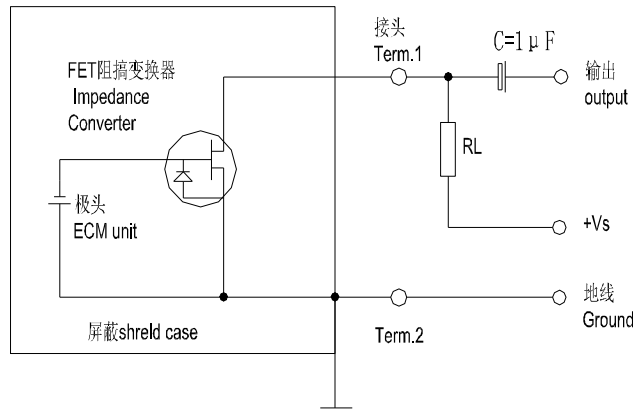 FET阻搞变换器
Impedance
Converter
极头
ECM unit
屏蔽shreld case
接头
Term.1
C=1μF
输出
output
RL
+Vs
Term.2
地线
Ground